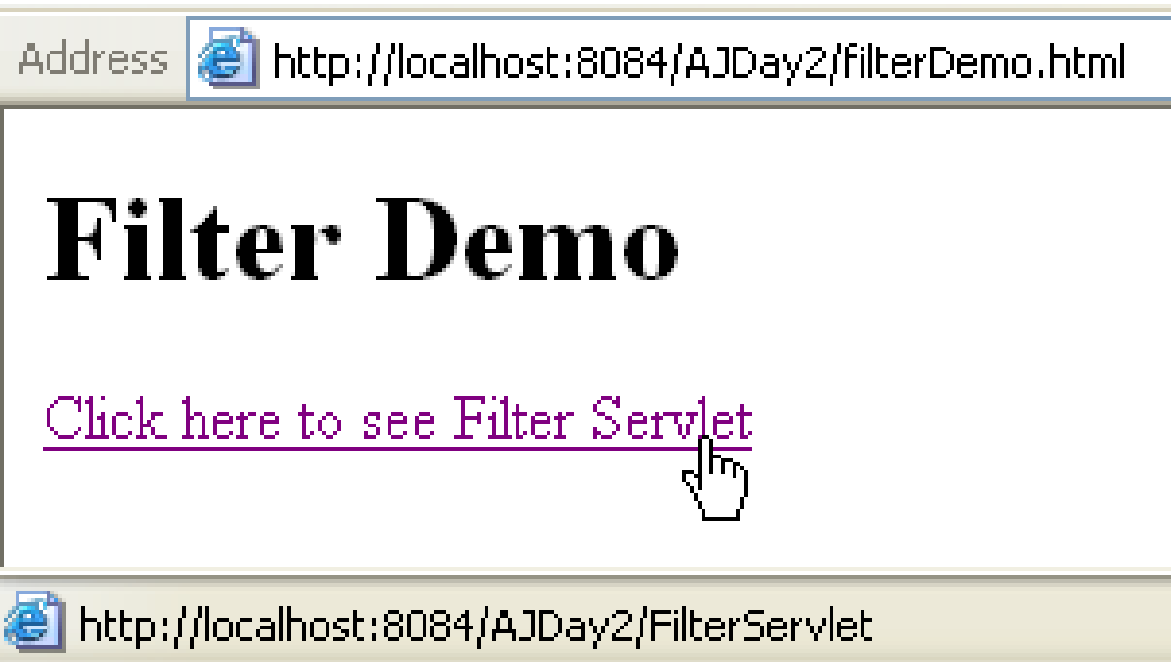 Address http://localhost:8084/AJDay2/filterDemo.html
Filter Demo
Click here to see Filter Servlet
http://localhost:8084/AJDay2/FilterServlet